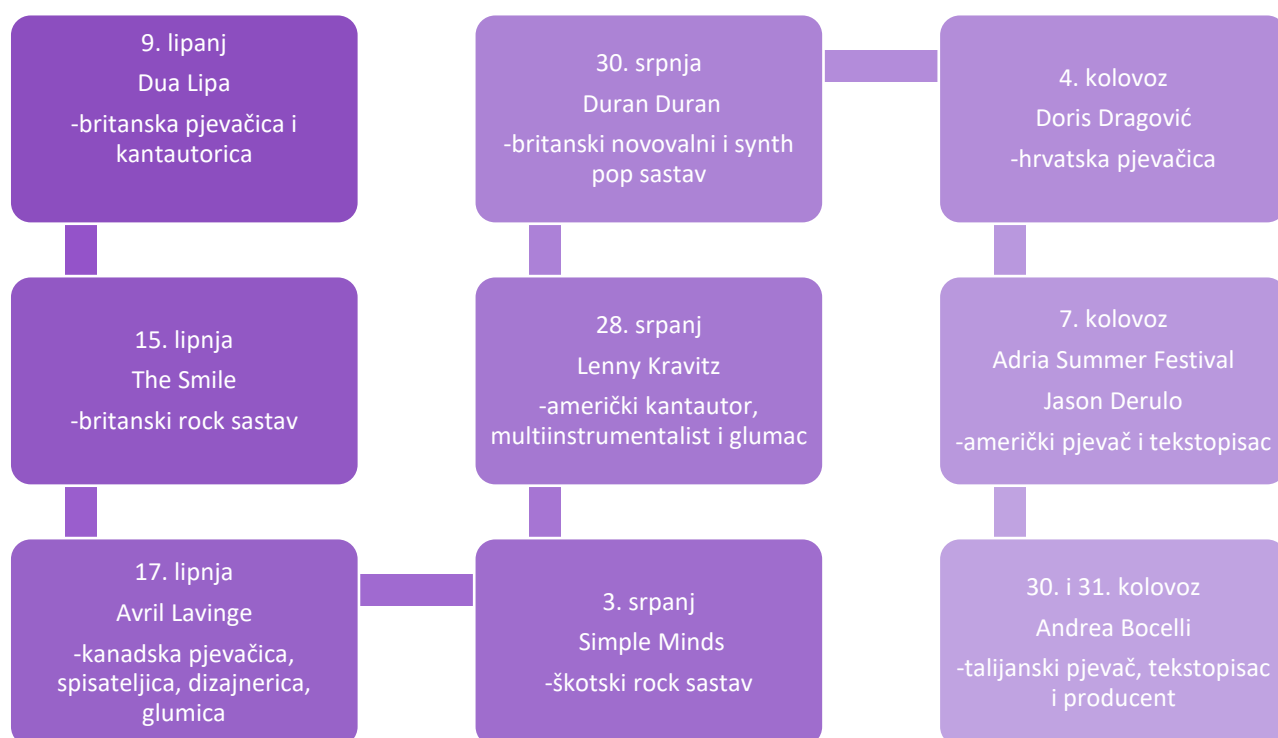 9. lipanj
Dua Lipa
-britanska pjevačica i
kantautorica
15. lipnja
The Smile
-britanski rock sastav
17. lipnja
Avril Lavinge
-kanadska pjevačica,
spisateljica, dizajnerica,
glumica
3. srpanj
Simple Minds
-škotski rock sastav
28. srpanj
Lenny Kravitz
-američki kantautor,
multiinstrumentalist i glumac
30. srpnja
Duran Duran
-britanski novovalni i synth
pop sastav
4. kolovoz
Doris Dragović
-hrvatska pjevačica
7. kolovoz
Adria Summer Festival
Jason Derulo
-američki pjevač i tekstopisac
30. i 31. kolovoz
Andrea Bocelli
-talijanski pjevač, tekstopisac
i producent